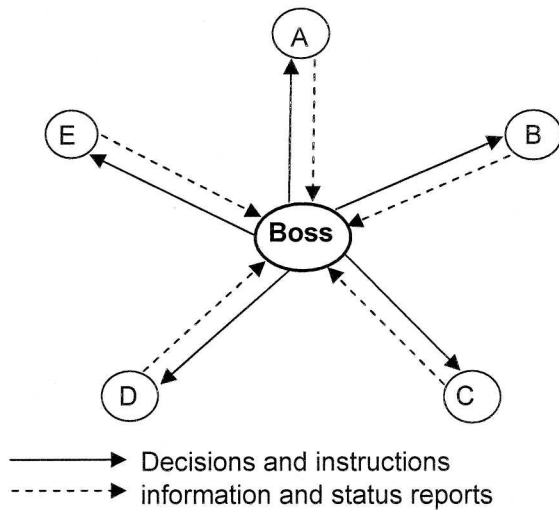 A
E
B
Boss
D
C
Decisions and instructions
information and status reports